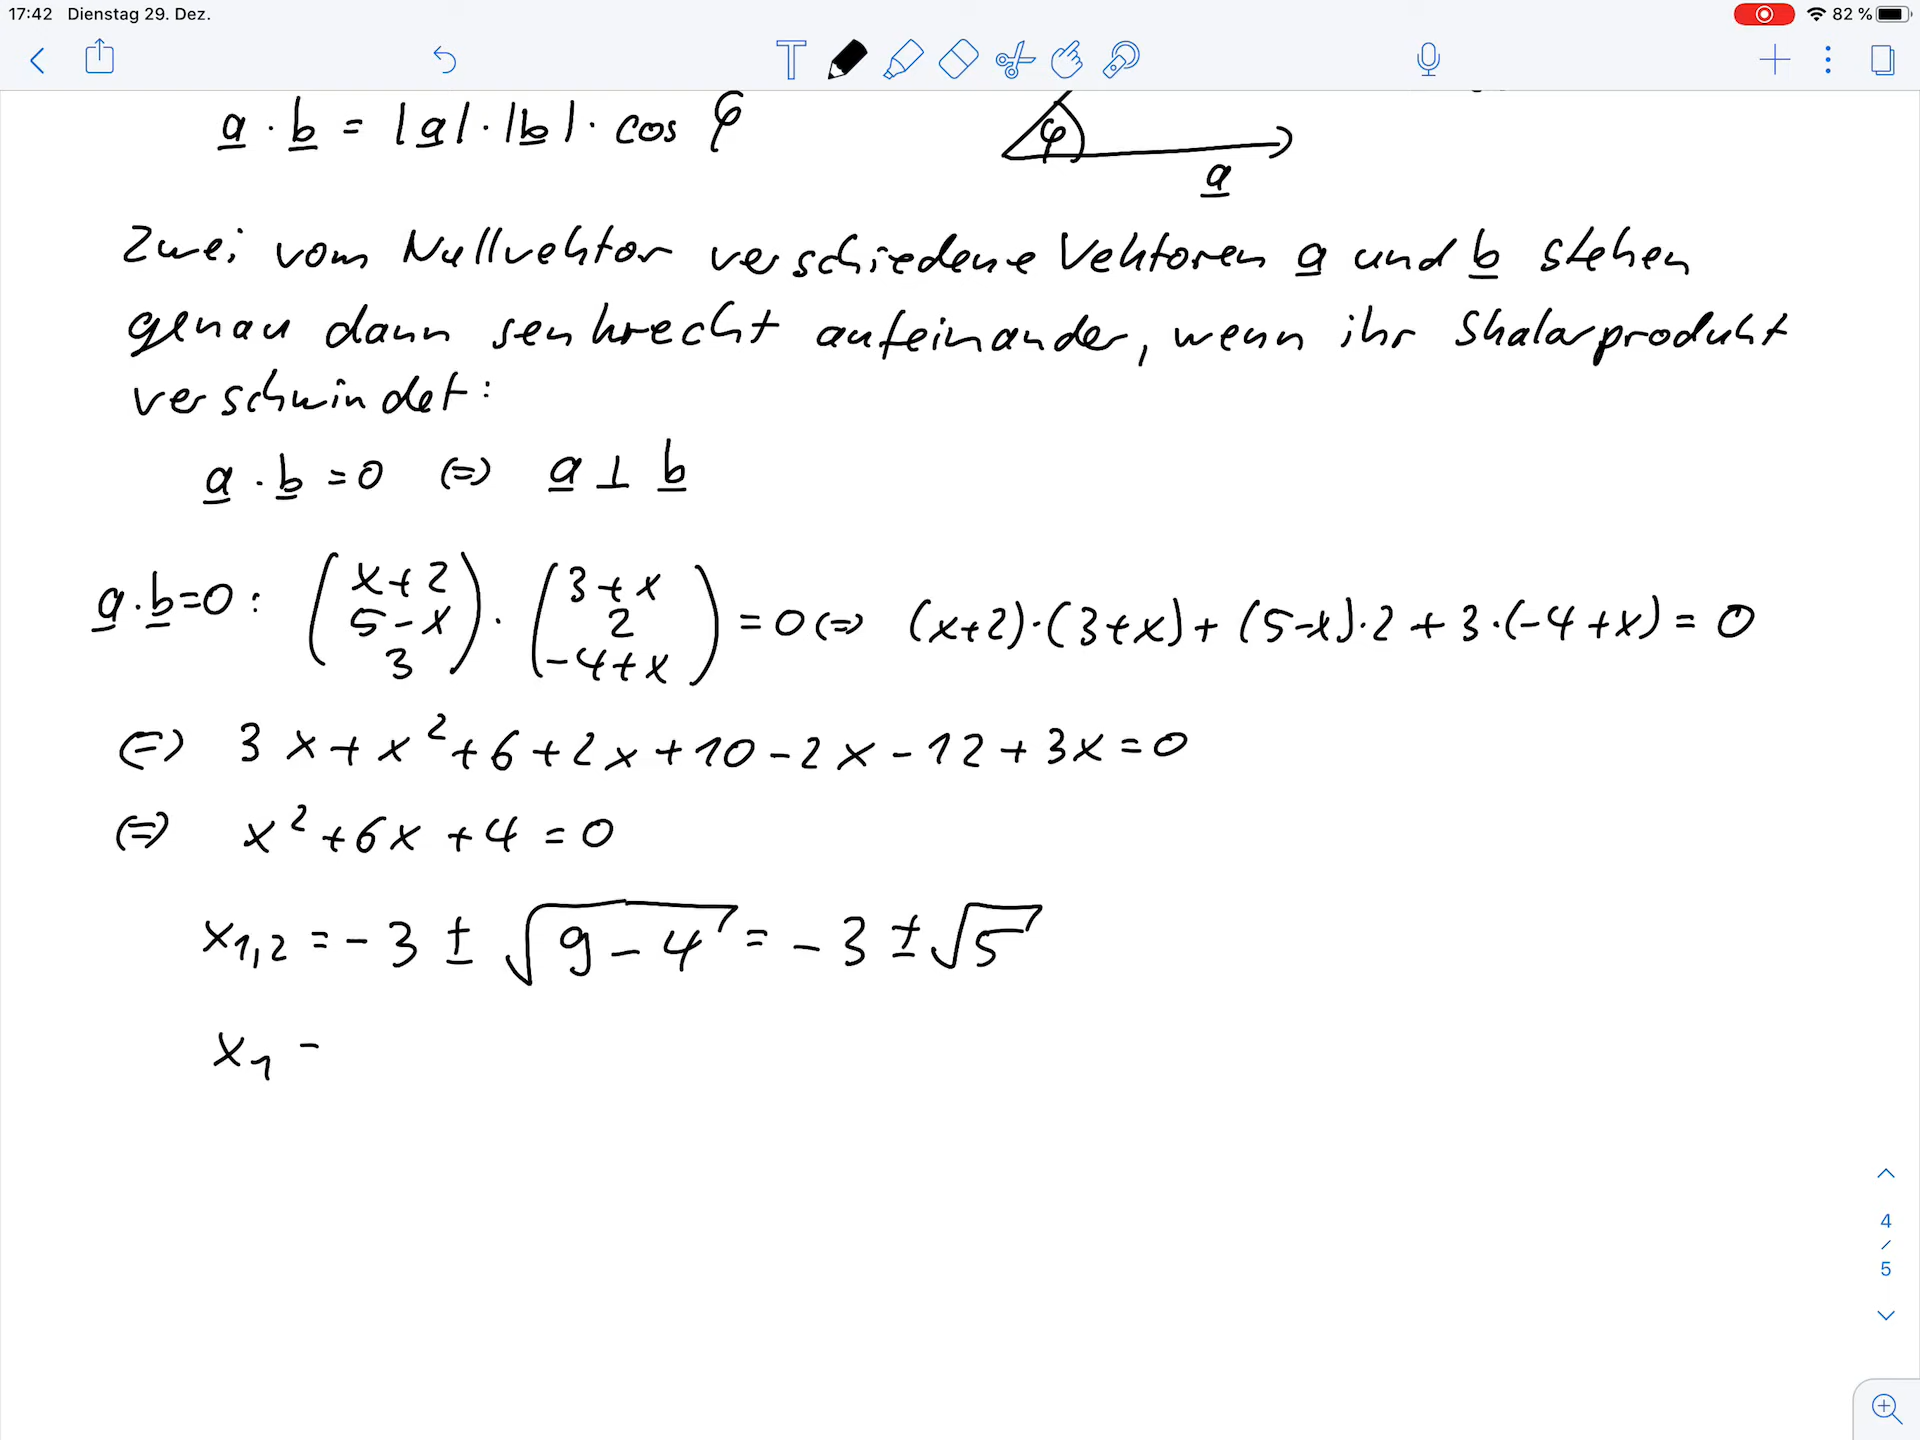 17:42 Dienstag 29. Dez. 82 %
T
a · b = |a| · |b| · cos φ
φ
a
Zwei vom Nullvektor verschiedene Vektoren a und b stehen
genau dann senkrecht aufeinander, wenn ihr Skalarprodukt
verschwindet:
a · b = 0 (=) a ⊥ b
a·b=0: (x+2 5-x 3) · (3+x 2 -4+x) = 0 (=) (x+2)·(3+x)+(5-x)·2+3·(-4+x) = 0
(=) 3x+x²+6+2x+10-2x-12+3x=0
(=) x²+6x+4=0
x1,2 = -3 ± √9-4 = -3 ± √5
x1 -
4
/
5